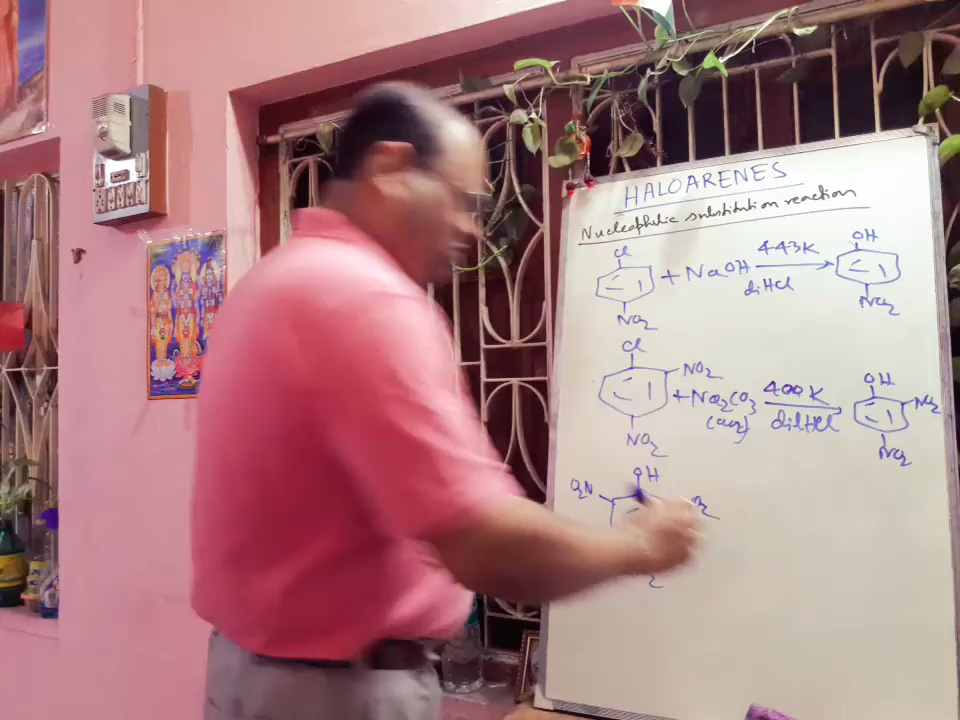 HALOARENES
Nucleophilic substitution reaction
Cl
+ NaOH
443K
dil HCl
OH
NO2
NO2
Cl
NO2
+ Na2CO3
(aq)
400K
dil HCl
OH
NO2
NO2
NO2
OH
O2N